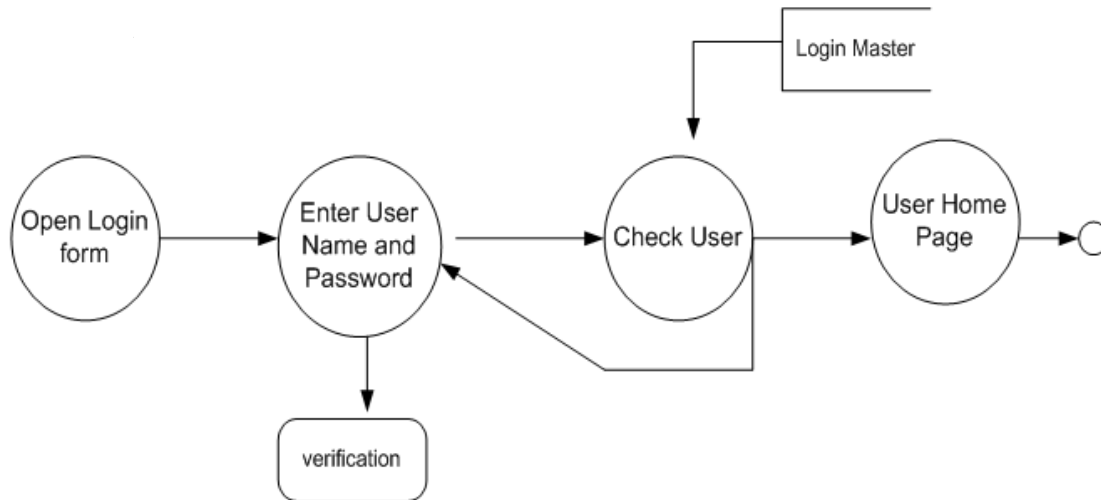 Login Master
Open Login
form
Enter User
Name and
Password
Check User
User Home
Page
verification